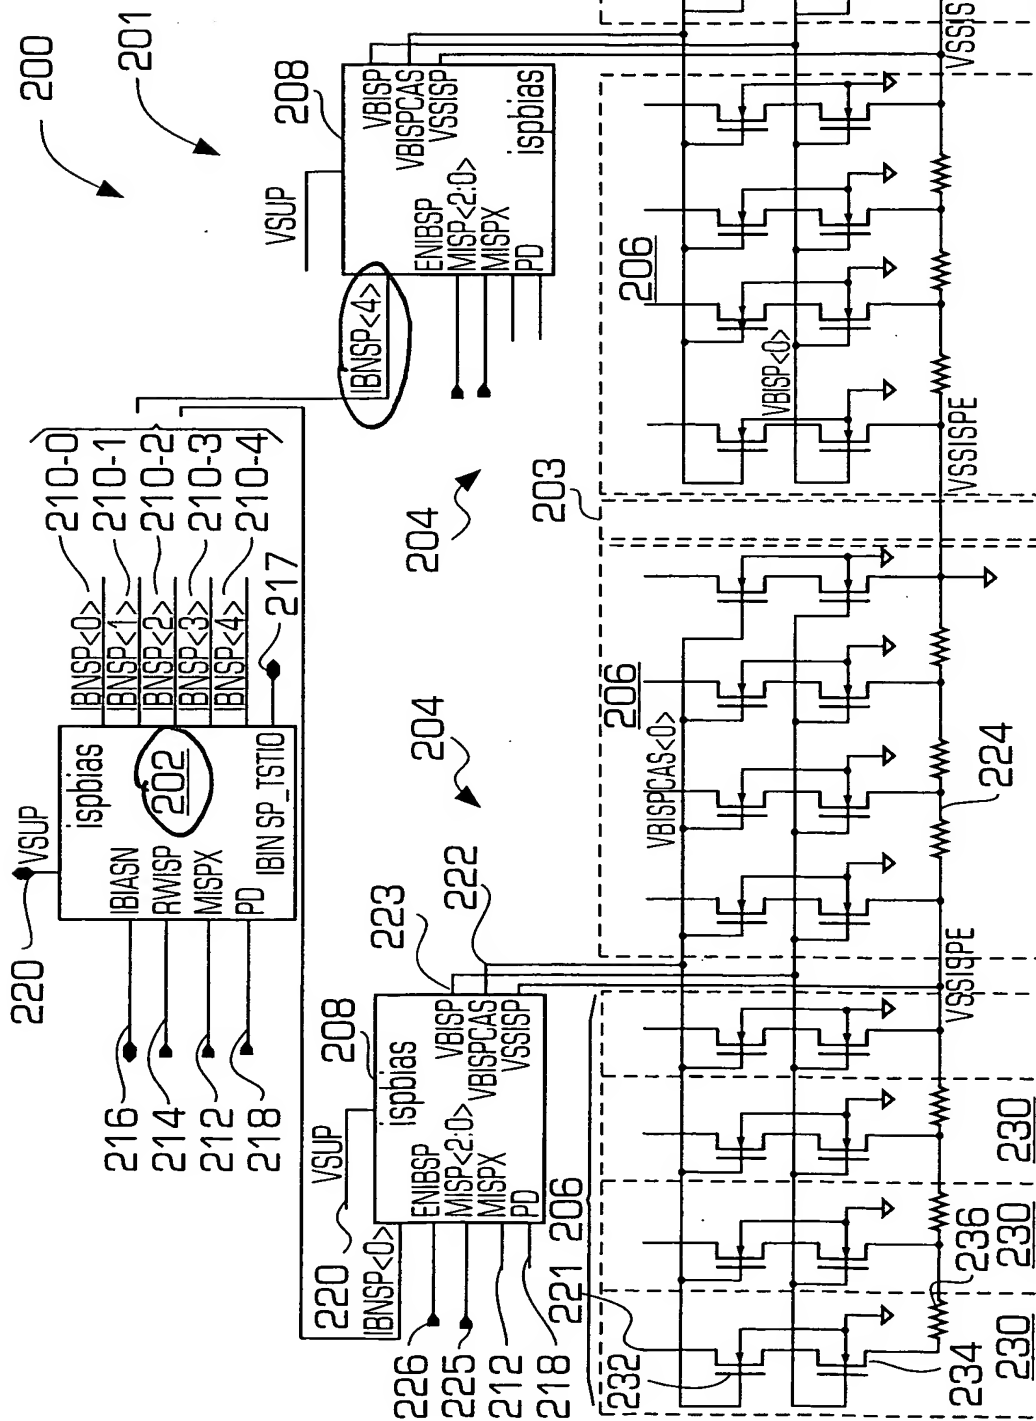 200
201
VSUP
208
VBISP
VBISPCAS
VSSISP
ENIBSP
MISP<2:0>
MISPX
PD
ispbias
IBNSP<4>
204
220
VSUP
ispbias
202
IBIASN
RWISP
MISPX
PD
IBIN SP_TSTIO
216
214
212
218
IBNSP<0>
IBNSP<1>
IBNSP<2>
IBNSP<3>
IBNSP<4>
210-0
210-1
210-2
210-3
210-4
217
220
VSUP
208
ispbias
IBNSP<0>
ENIBSP
MISP<2:0>
MISPX
PD
VBISP
VBISPCAS
VSSISP
226
225
212
218
223
222
204
203
206
206
206
VBISPCAS<0>
VBISP<0>
VSSISPE
VSSISPE
VSSIS
221
232
234
236
224
230
230
230